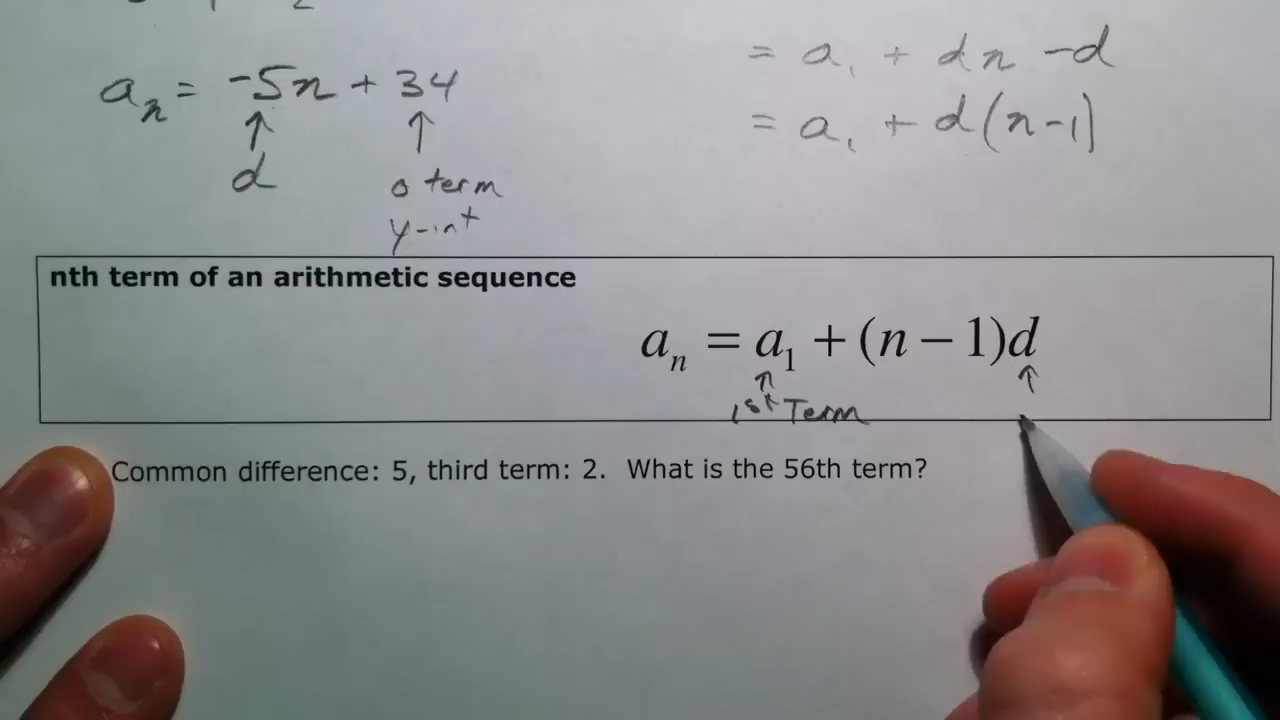 aₙ = -5n + 34
d
0 term
y-int
= a₁ + dn - d
= a₁ + d(n-1)
nth term of an arithmetic sequence
aₙ = a₁ + (n − 1)d
1st Term
Common difference: 5, third term: 2. What is the 56th term?